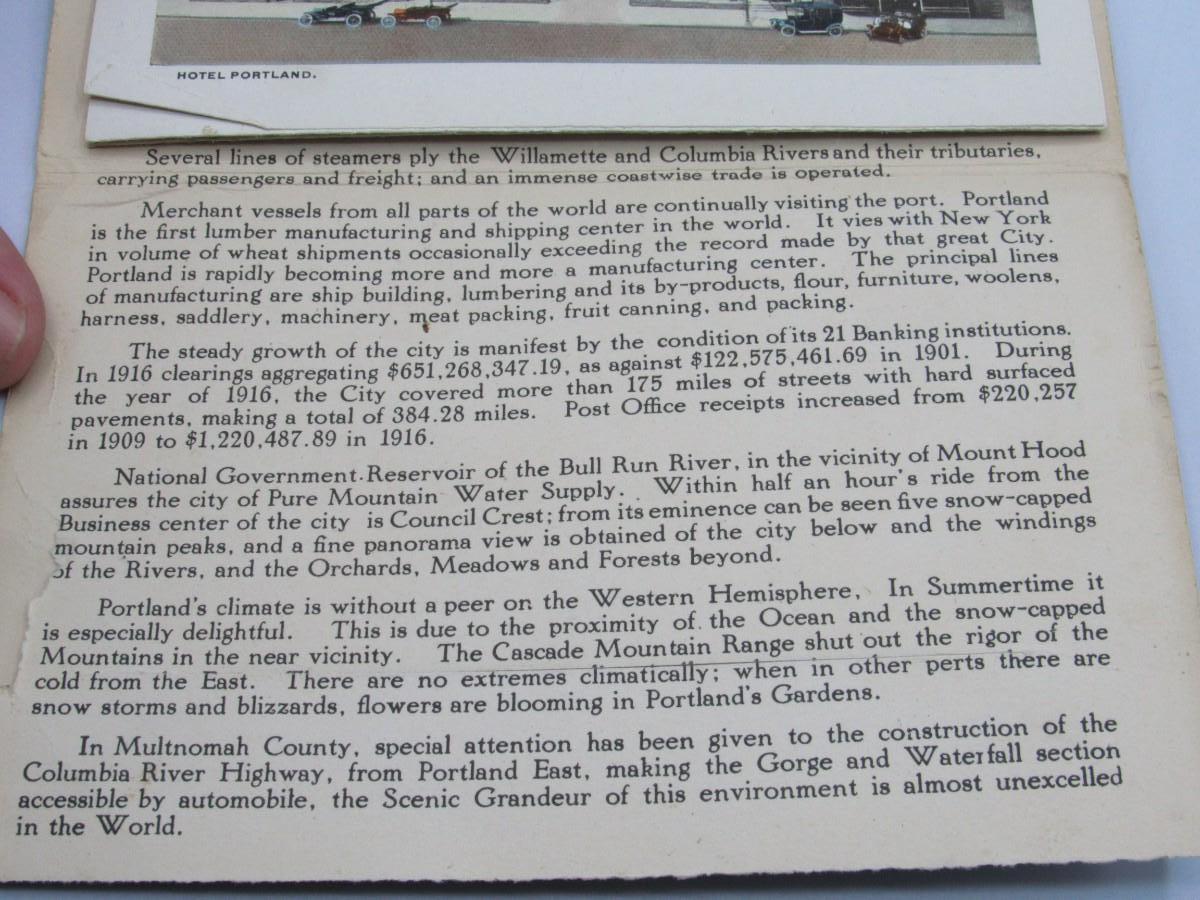 HOTEL PORTLAND.
Several lines of steamers ply the Willamette and Columbia Rivers and their tributaries,
carrying passengers and freight; and an immense coastwise trade is operated.
Merchant vessels from all parts of the world are continually visiting the port. Portland
is the first lumber manufacturing and shipping center in the world. It vies with New York
in volume of wheat shipments occasionally exceeding the record made by that great City.
Portland is rapidly becoming more and more a manufacturing center. The principal lines
of manufacturing are ship building, lumbering and its by-products, flour, furniture, woolens,
harness, saddlery, machinery, meat packing, fruit canning, and packing.
The steady growth of the city is manifest by the condition of its 21 Banking institutions.
In 1916 clearings aggregating $651,268,347.19, as against $122,575,461.69 in 1901. During
the year of 1916, the City covered more than 175 miles of streets with hard surfaced
pavements, making a total of 384.28 miles. Post Office receipts increased from $220,257
in 1909 to $1,220,487.89 in 1916.
National Government Reservoir of the Bull Run River, in the vicinity of Mount Hood
assures the city of Pure Mountain Water Supply. Within half an hour's ride from the
Business center of the city is Council Crest; from its eminence can be seen five snow-capped
mountain peaks, and a fine panorama view is obtained of the city below and the windings
of the Rivers, and the Orchards, Meadows and Forests beyond.
Portland's climate is without a peer on the Western Hemisphere, In Summertime it
is especially delightful. This is due to the proximity of the Ocean and the snow-capped
Mountains in the near vicinity. The Cascade Mountain Range shut out the rigor of the
cold from the East. There are no extremes climatically; when in other perts there are
snow storms and blizzards, flowers are blooming in Portland's Gardens.
In Multnomah County, special attention has been given to the construction of the
Columbia River Highway, from Portland East, making the Gorge and Waterfall section
accessible by automobile, the Scenic Grandeur of this environment is almost unexcelled
in the World.